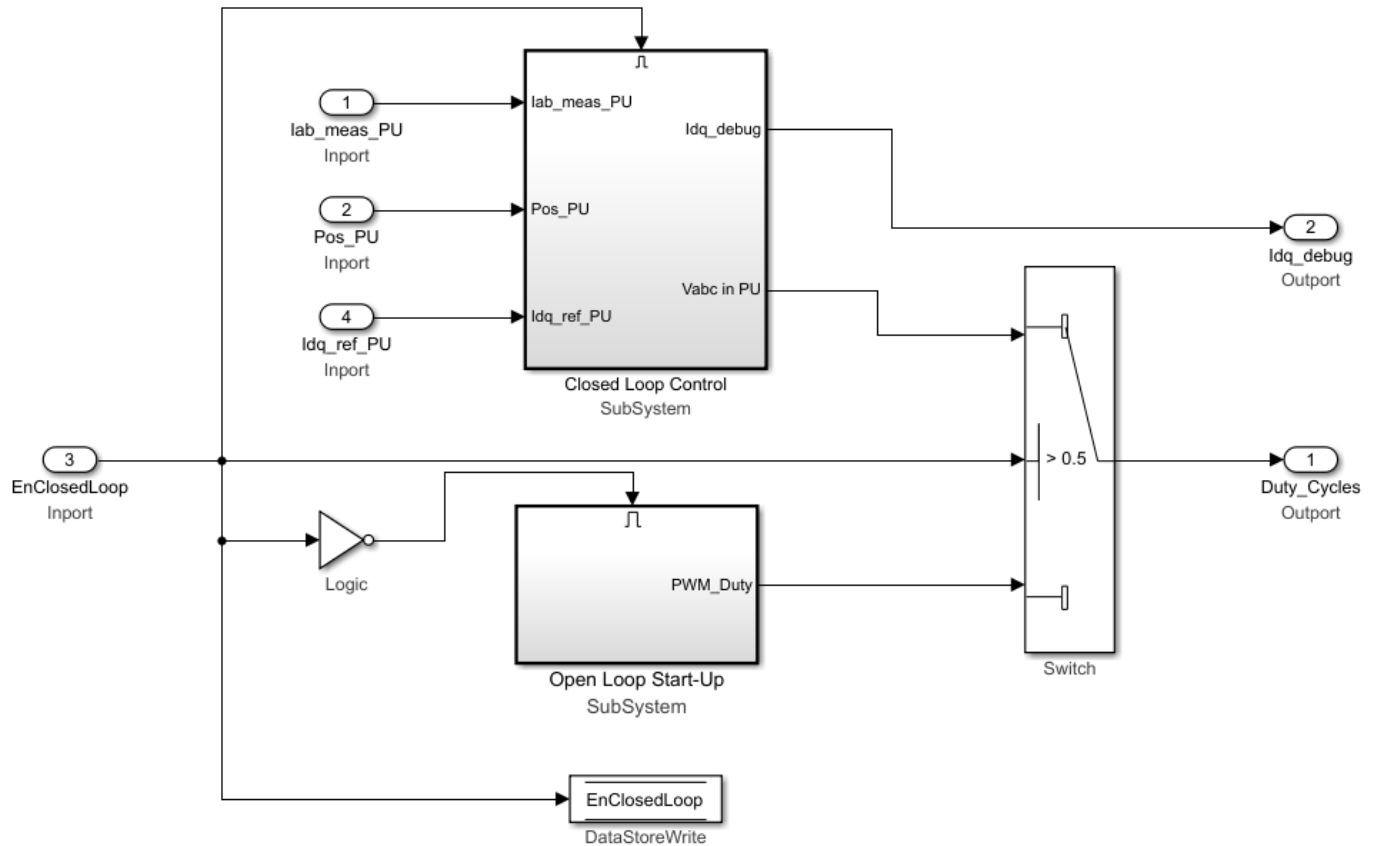 1
Iab_meas_PU
Inport
2
Pos_PU
Inport
4
Idq_ref_PU
Inport
Iab_meas_PU
Pos_PU
Idq_ref_PU
Idq_debug
Vabc in PU
Closed Loop Control
SubSystem
2
Idq_debug
Outport
3
EnClosedLoop
Inport
> 0.5
1
Duty_Cycles
Outport
Logic
PWM_Duty
Open Loop Start-Up
SubSystem
Switch
EnClosedLoop
DataStoreWrite